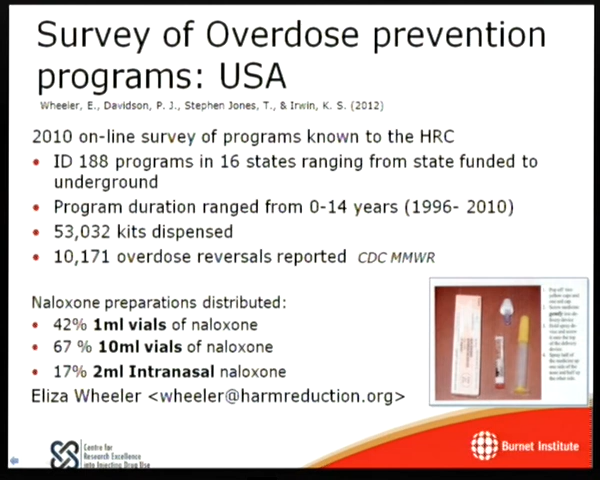 Survey of Overdose prevention
programs: USA
Wheeler, E., Davidson, P. J., Stephen Jones, T., & Irwin, K. S. (2012)
2010 on-line survey of programs known to the HRC
• ID 188 programs in 16 states ranging from state funded to
underground
• Program duration ranged from 0-14 years (1996- 2010)
• 53,032 kits dispensed
• 10,171 overdose reversals reported CDC MMWR
Naloxone preparations distributed:
• 42% 1ml vials of naloxone
• 67 % 10ml vials of naloxone
• 17% 2ml Intranasal naloxone
Eliza Wheeler <wheeler@harmreduction.org>
Centre for
Research Excellence
into Injecting Drug Use
Burnet Institute